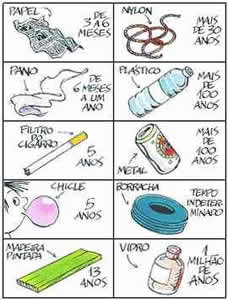 PAPEL
DE
3 A 6
MESES
NYLON
MAIS
DE 30
ANOS
PANO
DE
6 MESES
A UM
ANO
PLÁSTICO
MAIS
DE
100
ANOS
FILTRO
DO
CIGARRO
5
ANOS
METAL
MAIS
DE
100
ANOS
CHICLE
5
ANOS
BORRACHA
TEMPO
INDETER-
MINADO
MADEIRA
PINTADA
13
ANOS
VIDRO
1
MILHÃO
DE ANOS